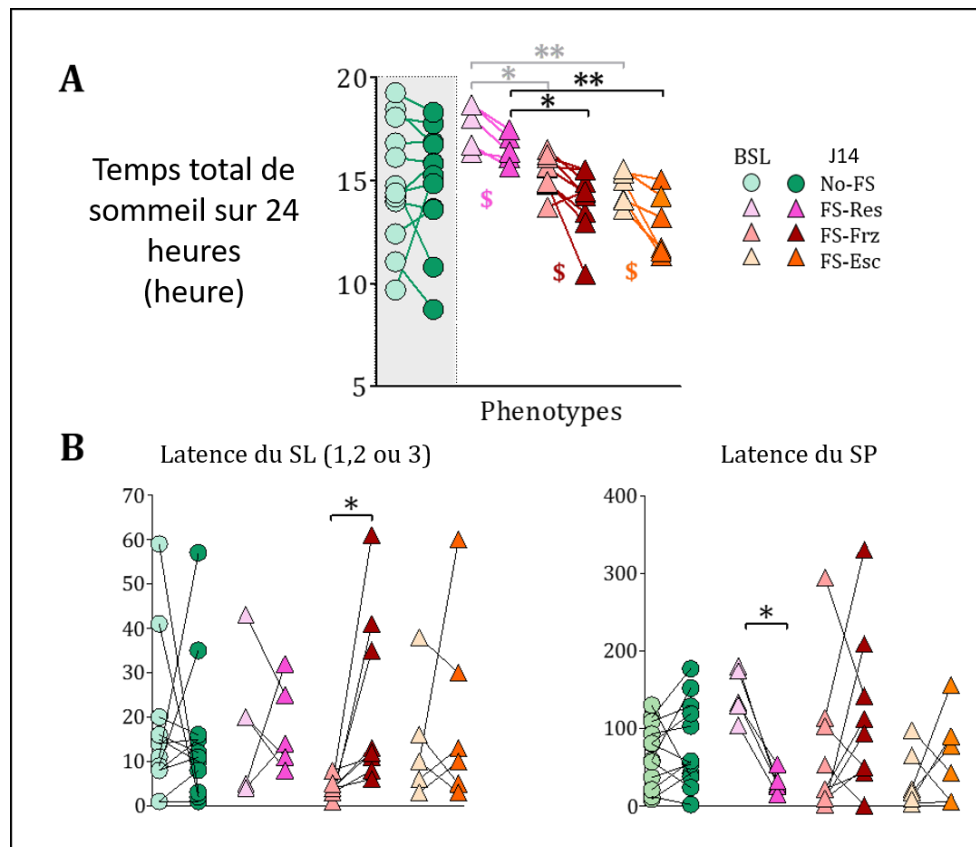 A
Temps total de
sommeil sur 24
heures
(heure)
20
15
10
5
*
**
*
**
$
$
$
Phenotypes
BSL J14
No-FS
FS-Res
FS-Frz
FS-Esc
B
Latence du SL (1,2 ou 3)
70
60
50
40
30
20
10
0
*
Latence du SP
400
300
200
100
0
*